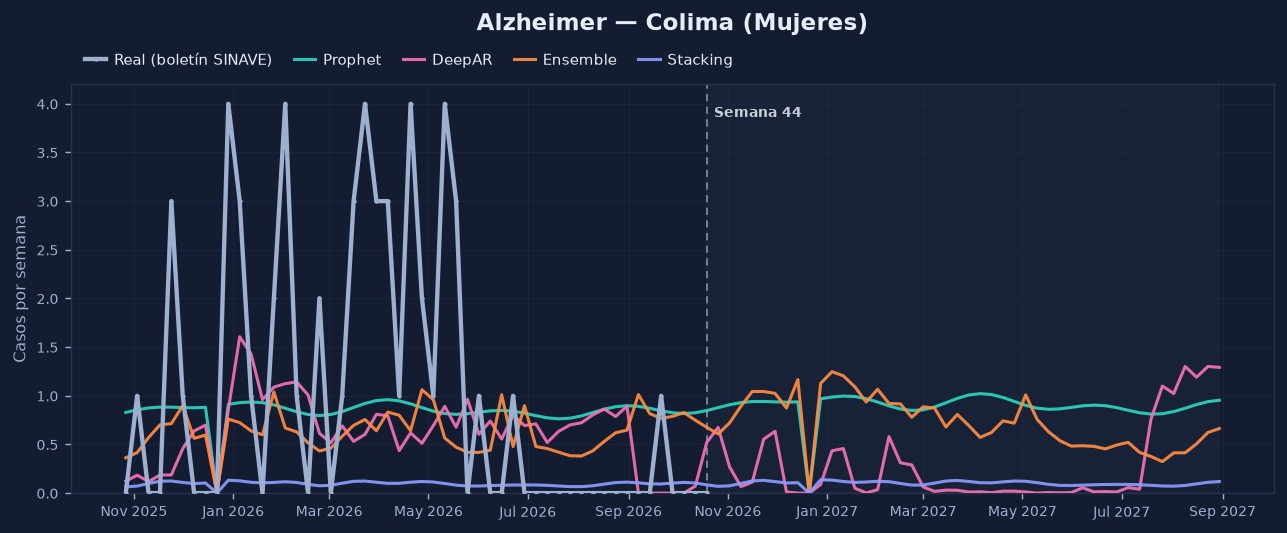 Alzheimer — Colima (Mujeres)
Real (boletín SINAVE) Prophet DeepAR Ensemble Stacking
Semana 44
Casos por semana
4.0
3.5
3.0
2.5
2.0
1.5
1.0
0.5
0.0
Nov 2025 Jan 2026 Mar 2026 May 2026 Jul 2026 Sep 2026 Nov 2026 Jan 2027 Mar 2027 May 2027 Jul 2027 Sep 2027